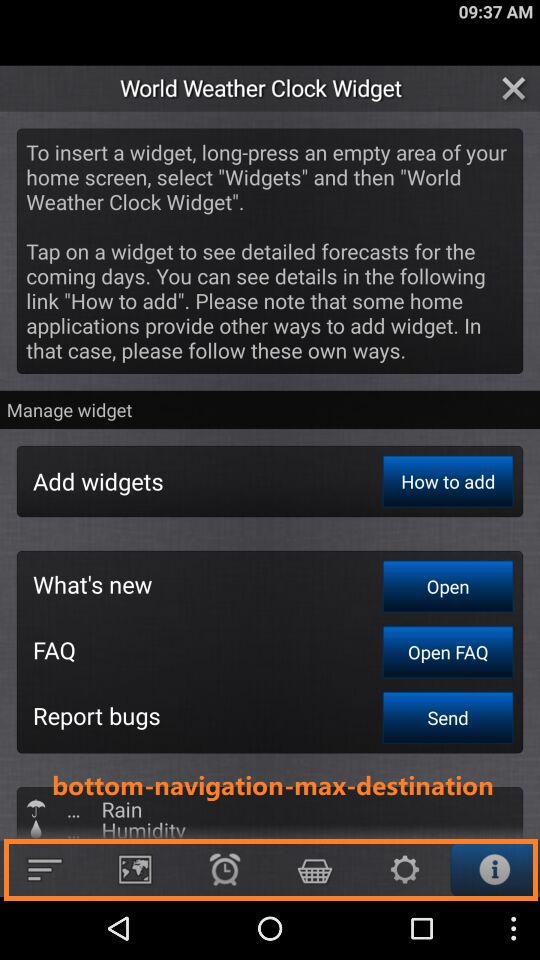 09:37 AM
World Weather Clock Widget
To insert a widget, long-press an empty area of your
home screen, select "Widgets" and then "World
Weather Clock Widget".
Tap on a widget to see detailed forecasts for the
coming days. You can see details in the following
link "How to add". Please note that some home
applications provide other ways to add widget. In
that case, please follow these own ways.
Manage widget
Add widgets
How to add
What's new
Open
FAQ
Open FAQ
Report bugs
Send
bottom-navigation-max-destination
... Rain
... Humidity